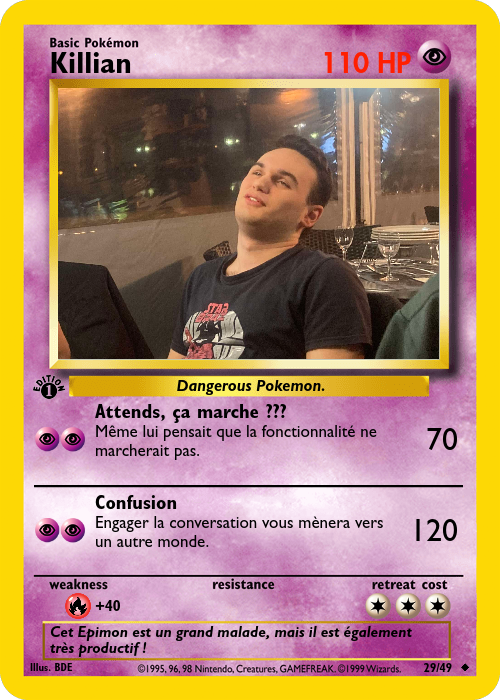 Basic Pokémon
Killian
110 HP
STAR
EDITION 1
Dangerous Pokemon.
Attends, ça marche ???
Même lui pensait que la fonctionnalité ne
marcherait pas.
70
Confusion
Engager la conversation vous mènera vers
un autre monde.
120
weakness resistance retreat cost
+40
Cet Epimon est un grand malade, mais il est également
très productif !
Illus. BDE ©1995, 96, 98 Nintendo, Creatures, GAMEFREAK. ©1999 Wizards. 29/49